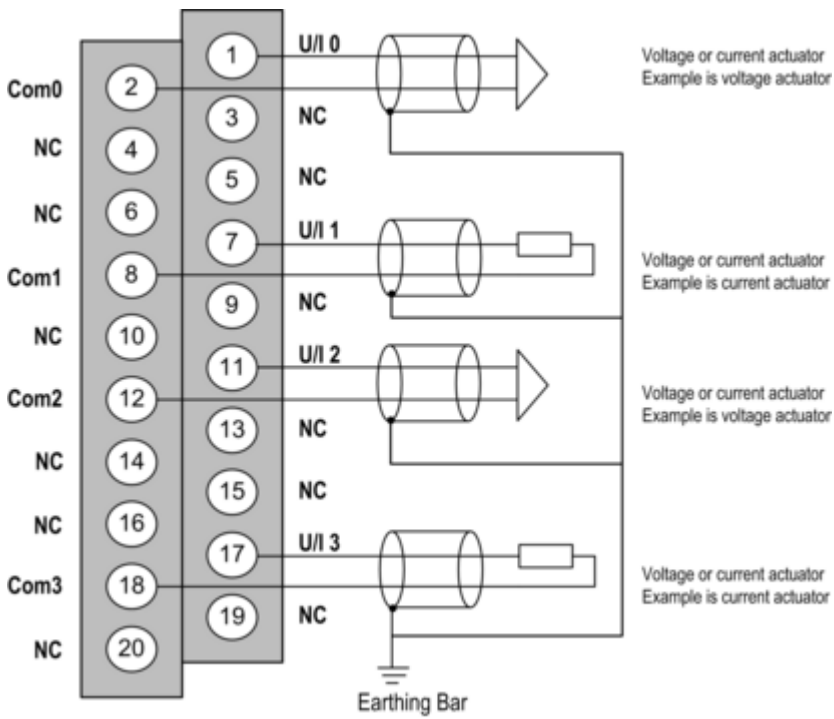 1 U/I 0
Voltage or current actuator
Example is voltage actuator
Com0 2
3 NC
NC 4
5 NC
NC 6
7 U/I 1
Voltage or current actuator
Example is current actuator
Com1 8
9 NC
NC 10
11 U/I 2
Voltage or current actuator
Example is voltage actuator
Com2 12
13 NC
NC 14
15 NC
NC 16
17 U/I 3
Voltage or current actuator
Example is current actuator
Com3 18
19 NC
NC 20
Earthing Bar